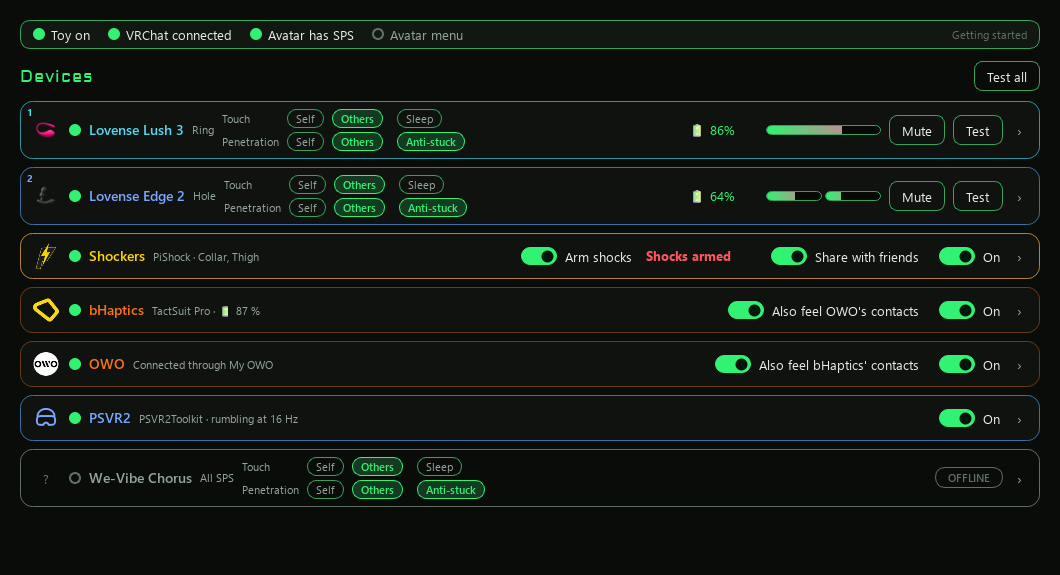 Toy on VRChat connected Avatar has SPS Avatar menu Getting started
Devices Test all
1
Lovense Lush 3 Ring Touch Self Others Sleep 86% Mute Test ›
Penetration Self Others Anti-stuck
2
Lovense Edge 2 Hole Touch Self Others Sleep 64% Mute Test ›
Penetration Self Others Anti-stuck
Shockers PiShock · Collar, Thigh Arm shocks Shocks armed Share with friends On ›
bHaptics TactSuit Pro · 87 % Also feel OWO's contacts On ›
OWO OWO Connected through My OWO Also feel bHaptics' contacts On ›
PSVR2 PSVR2Toolkit · rumbling at 16 Hz On ›
? We-Vibe Chorus All SPS Touch Self Others Sleep OFFLINE ›
Penetration Self Others Anti-stuck